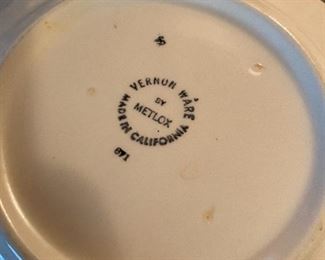 VERNON WARE
BY
METLOX
MADE IN CALIFORNIA